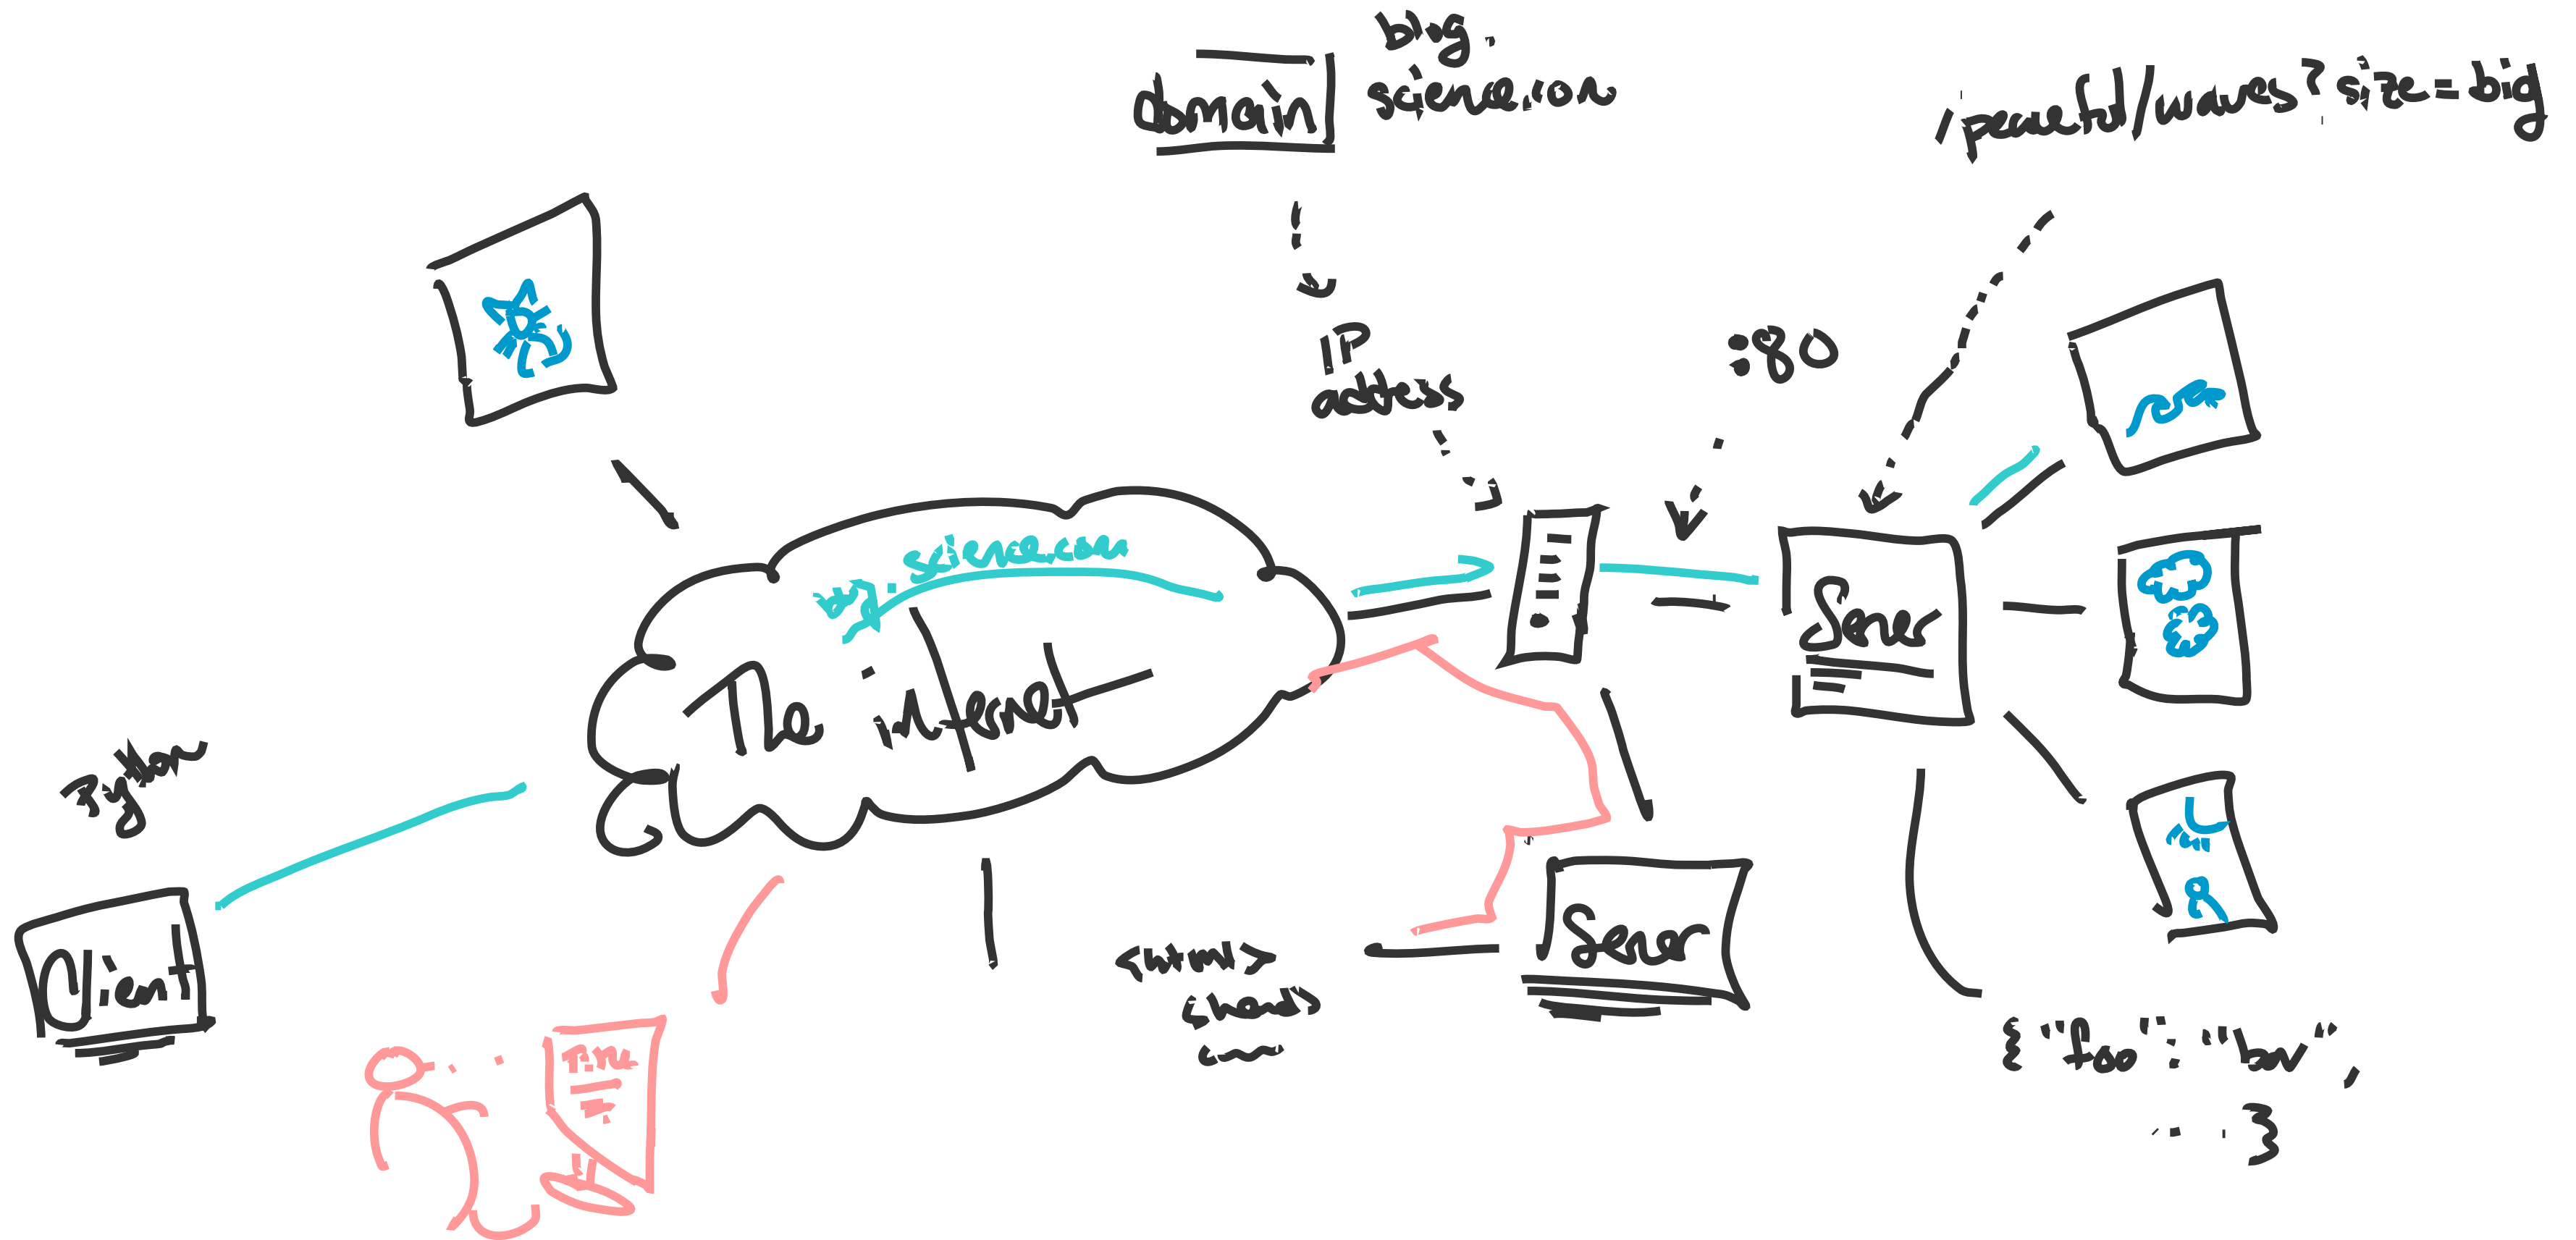 blog.
science.com
domain
/peaceful/waves?size=big
IP
address
:80
blog.science.com
The internet
Server
Python
Client
<html>
<head>
Server
Title
{"foo": "bar",
... }